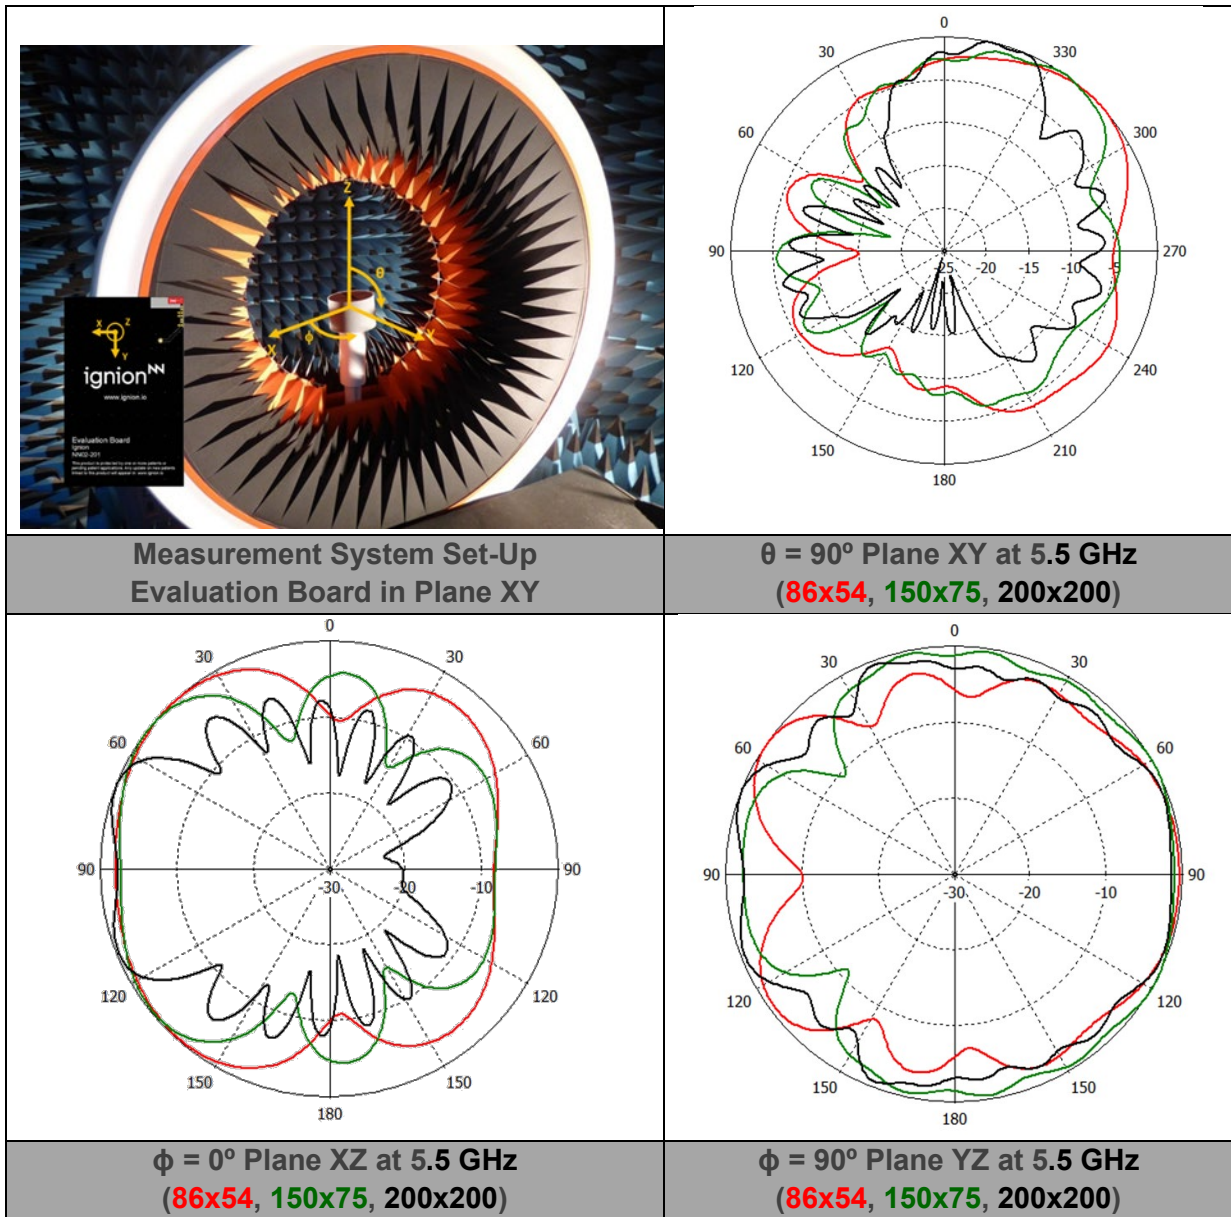 Z
θ
ϕ
X
Y
X
Z
Y
ignion NN
www.ignion.io
Evaluation Board
Ignion
NN02-201
Measurement System Set-Up
Evaluation Board in Plane XY
0
30
330
60
300
90
-25
-20
-15
-10
-5
270
120
240
150
210
180
θ = 90º Plane XY at 5.5 GHz
(86x54, 150x75, 200x200)
0
30
30
60
60
90
-30
-20
-10
90
120
120
150
150
180
ϕ = 0º Plane XZ at 5.5 GHz
(86x54, 150x75, 200x200)
0
30
30
60
60
90
-30
-20
-10
90
120
120
150
150
180
ϕ = 90º Plane YZ at 5.5 GHz
(86x54, 150x75, 200x200)